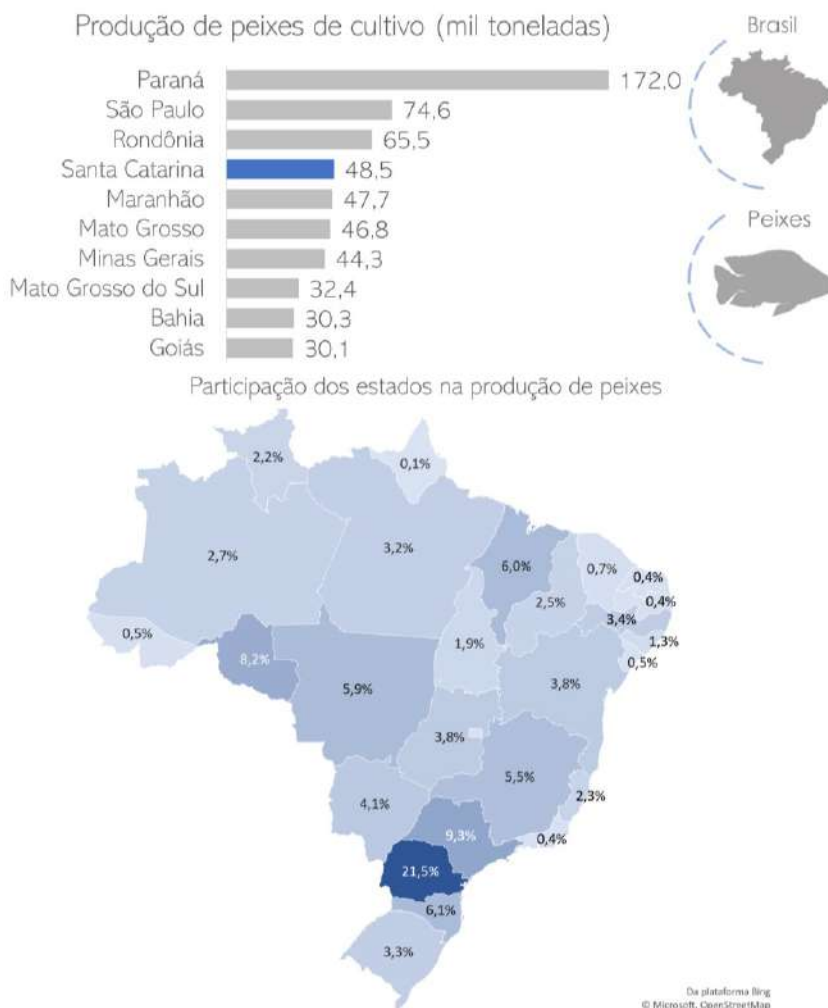 Produção de peixes de cultivo (mil toneladas)
Brasil
Paraná 172,0
São Paulo 74,6
Rondônia 65,5
Santa Catarina 48,5
Maranhão 47,7
Mato Grosso 46,8
Peixes
Minas Gerais 44,3
Mato Grosso do Sul 32,4
Bahia 30,3
Goiás 30,1
Participação dos estados na produção de peixes
2,2%
0,1%
2,7%
3,2%
6,0%
0,7%
0,4%
2,5%
0,4%
3,4%
0,5%
1,9%
1,3%
8,2%
0,5%
5,9%
3,8%
3,8%
5,5%
4,1%
2,3%
9,3%
0,4%
21,5%
6,1%
3,3%
Da plataforma Bing
© Microsoft, OpenStreetMap